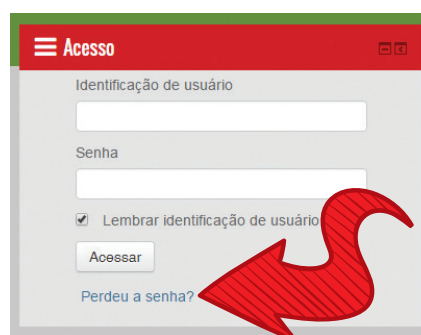 Acesso
Identificação de usuário
Senha
Lembrar identificação de usuário
Acessar
Perdeu a senha?